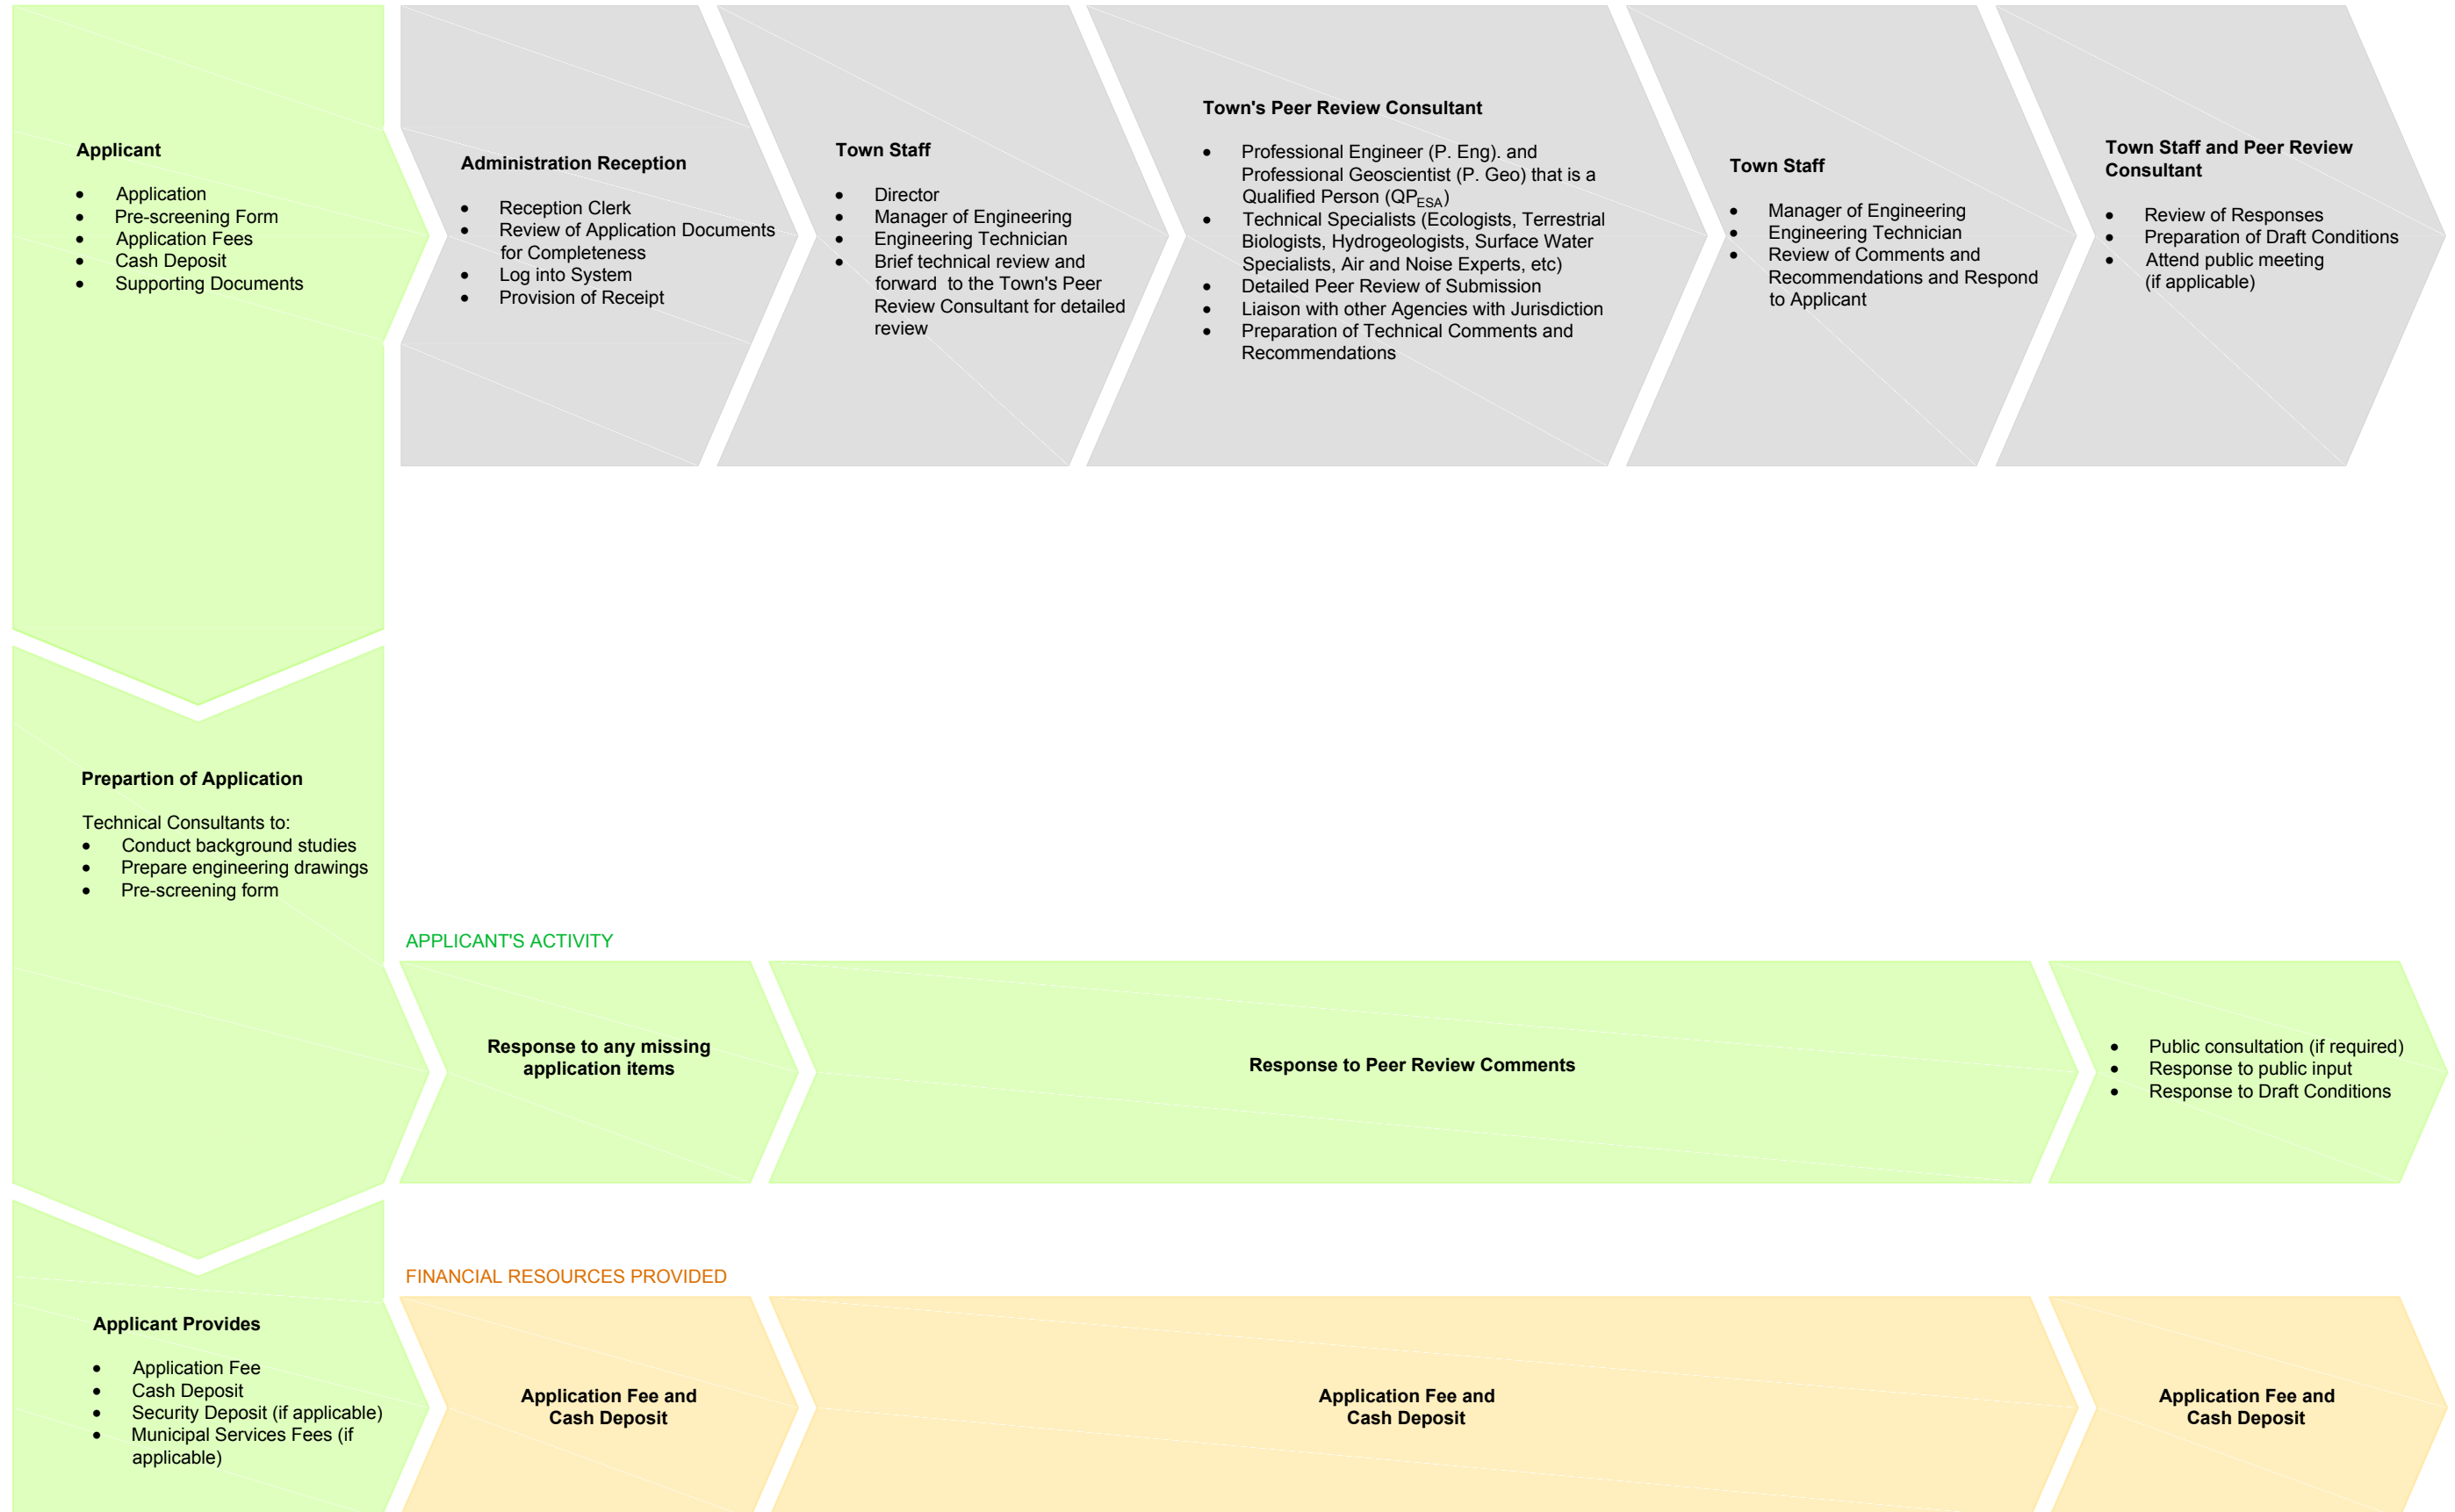 Applicant
• Application
• Pre-screening Form
• Application Fees
• Cash Deposit
• Supporting Documents
Administration Reception
• Reception Clerk
• Review of Application Documents
for Completeness
• Log into System
• Provision of Receipt
Town Staff
• Director
• Manager of Engineering
• Engineering Technician
• Brief technical review and
forward to the Town's Peer
Review Consultant for detailed
review
Town's Peer Review Consultant
• Professional Engineer (P. Eng). and
Professional Geoscientist (P. Geo) that is a
Qualified Person (QPESA)
• Technical Specialists (Ecologists, Terrestrial
Biologists, Hydrogeologists, Surface Water
Specialists, Air and Noise Experts, etc)
• Detailed Peer Review of Submission
• Liaison with other Agencies with Jurisdiction
• Preparation of Technical Comments and
Recommendations
Town Staff
• Manager of Engineering
• Engineering Technician
• Review of Comments and
Recommendations and Respond
to Applicant
Town Staff and Peer Review
Consultant
• Review of Responses
• Preparation of Draft Conditions
• Attend public meeting
(if applicable)
Prepartion of Application
Technical Consultants to:
• Conduct background studies
• Prepare engineering drawings
• Pre-screening form
APPLICANT'S ACTIVITY
Response to any missing
application items
Response to Peer Review Comments
• Public consultation (if required)
• Response to public input
• Response to Draft Conditions
Applicant Provides
• Application Fee
• Cash Deposit
• Security Deposit (if applicable)
• Municipal Services Fees (if
applicable)
FINANCIAL RESOURCES PROVIDED
Application Fee and
Cash Deposit
Application Fee and
Cash Deposit
Application Fee and
Cash Deposit